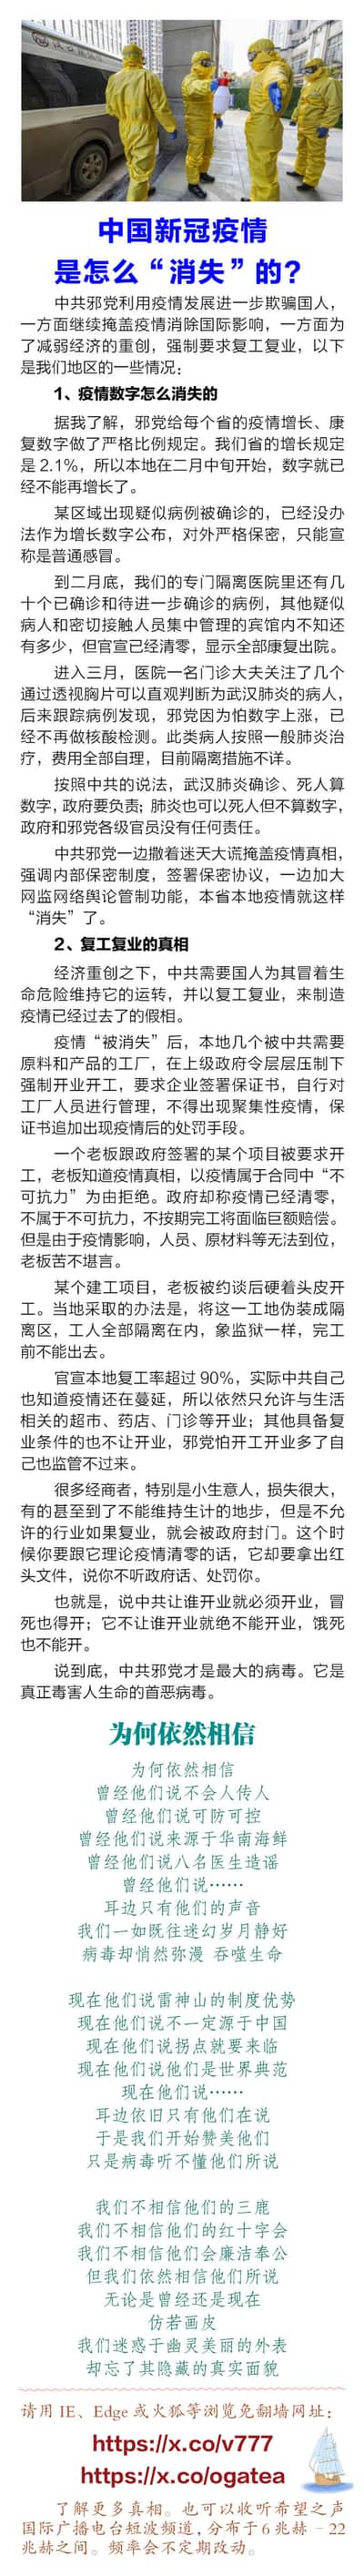 中国新冠疫情
是怎么“消失”的?
中共邪党利用疫情发展进一步欺骗国人，
一方面继续掩盖疫情消除国际影响，一方面为
了减弱经济的重创，强制要求复工复业，以下
是我们地区的一些情况：
1、疫情数字怎么消失的
据我了解，邪党给每个省的疫情增长、康
复数字做了严格比例规定。我们省的增长规定
是2.1%，所以本地在二月中旬开始，数字就已
经不能再增长了。
某区域出现疑似病例被确诊的，已经没办
法作为增长数字公布，对外严格保密，只能宣
称是普通感冒。
到二月底，我们的专门隔离医院里还有几
十个已确诊和待进一步确诊的病例，其他疑似
病人和密切接触人员集中管理的宾馆内不知还
有多少，但官宣已经清零，显示全部康复出院。
进入三月，医院一名门诊大夫关注了几个
通过透视胸片可以直观判断为武汉肺炎的病人，
后来跟踪病例发现，邪党因为怕数字上涨，已
经不再做核酸检测。此类病人按照一般肺炎治
疗，费用全部自理，目前隔离措施不详。
按照中共的说法，武汉肺炎确诊、死人算
数字，政府要负责；肺炎也可以死人但不算数字，
政府和邪党各级官员没有任何责任。
中共邪党一边撒着迷天大谎掩盖疫情真相，
强调内部保密制度，签署保密协议，一边加大
网监网络舆论管制功能，本省本地疫情就这样
“消失”了。
2、复工复业的真相
经济重创之下，中共需要国人为其冒着生
命危险维持它的运转，并以复工复业，来制造
疫情已经过去了的假相。
疫情“被消失”后，本地几个被中共需要
原料和产品的工厂，在上级政府令层层压制下
强制开业开工，要求企业签署保证书，自行对
工厂人员进行管理，不得出现聚集性疫情，保
证书追加出现疫情后的处罚手段。
一个老板跟政府签署的某个项目被要求开
工，老板知道疫情真相，以疫情属于合同中“不
可抗力”为由拒绝。政府却称疫情已经清零，
不属于不可抗力，不按期完工将面临巨额赔偿。
但是由于疫情影响，人员、原材料等无法到位，
老板苦不堪言。
某个建工项目，老板被约谈后硬着头皮开
工。当地采取的办法是，将这一工地伪装成隔
离区，工人全部隔离在内，象监狱一样，完工
前不能出去。
官宣本地复工率超过90%，实际中共自己
也知道疫情还在蔓延，所以依然只允许与生活
相关的超市、药店、门诊等开业；其他具备复
业条件的也不让开业，邪党怕开工开业多了自
己也监管不过来。
很多经商者，特别是小生意人，损失很大，
有的甚至到了不能维持生计的地步，但是不允
许的行业如果复业，就会被政府封门。这个时
候你要跟它理论疫情清零的话，它却要拿出红
头文件，说你不听政府话、处罚你。
也就是，说中共让谁开业就必须开业，冒
死也得开；它不让谁开业就绝不能开业，饿死
也不能开。
说到底，中共邪党才是最大的病毒。它是
真正毒害人生命的首恶病毒。
为何依然相信
为何依然相信
曾经他们说不会人传人
曾经他们说可防可控
曾经他们说来源于华南海鲜
曾经他们说八名医生造谣
曾经他们说……
耳边只有他们的声音
我们一如既往迷幻岁月静好
病毒却悄然弥漫 吞噬生命
现在他们说雷神山的制度优势
现在他们说不一定源于中国
现在他们说拐点就要来临
现在他们说他们是世界典范
现在他们说……
耳边依旧只有他们在说
于是我们开始赞美他们
只是病毒听不懂他们所说
我们不相信他们的三鹿
我们不相信他们的红十字会
我们不相信他们会廉洁奉公
但我们依然相信他们所说
无论是曾经还是现在
仿若画皮
我们迷惑于幽灵美丽的外表
却忘了其隐藏的真实面貌
请用IE、Edge或火狐等浏览免翻墙网址：
https://x.co/v777
https://x.co/ogatea
了解更多真相。也可以收听希望之声
国际广播电台短波频道，分布于6兆赫 – 22
兆赫之间。频率会不定期改动。